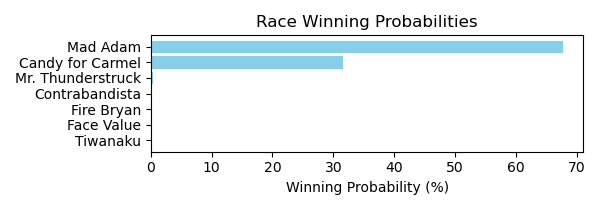 Race Winning Probabilities
Mad Adam
Candy for Carmel
Mr. Thunderstruck
Contrabandista
Fire Bryan
Face Value
Tiwanaku
0 10 20 30 40 50 60 70
Winning Probability (%)